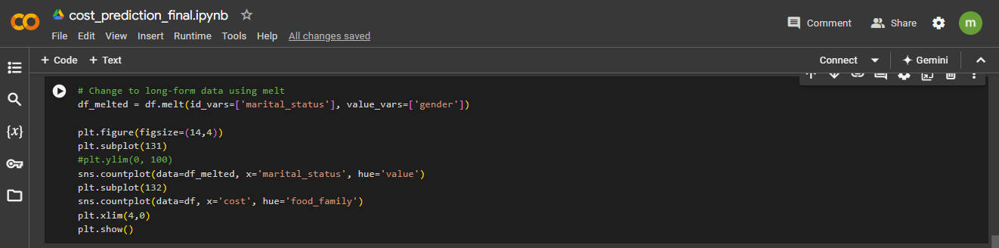 cost_prediction_final.ipynb
File Edit View Insert Runtime Tools Help All changes saved
Comment Share m
+ Code + Text Connect Gemini
{x}
# Change to long-form data using melt
df_melted = df.melt(id_vars=['marital_status'], value_vars=['gender'])
plt.figure(figsize=(14,4))
plt.subplot(131)
#plt.ylim(0, 100)
sns.countplot(data=df_melted, x='marital_status', hue='value')
plt.subplot(132)
sns.countplot(data=df, x='cost', hue='food_family')
plt.xlim(4,0)
plt.show()